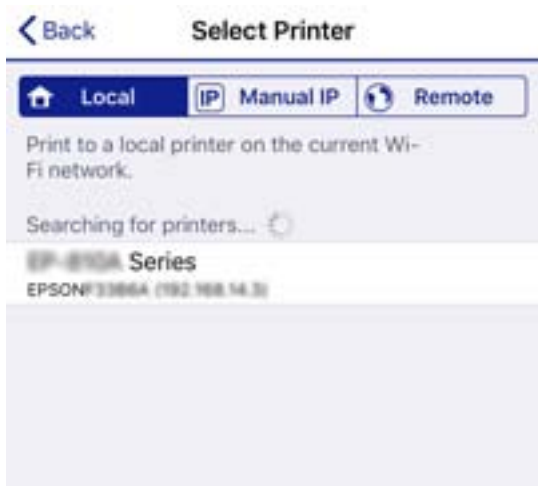 Back Select Printer
Local IP Manual IP Remote
Print to a local printer on the current Wi-
Fi network.
Searching for printers...
Series
EPSON